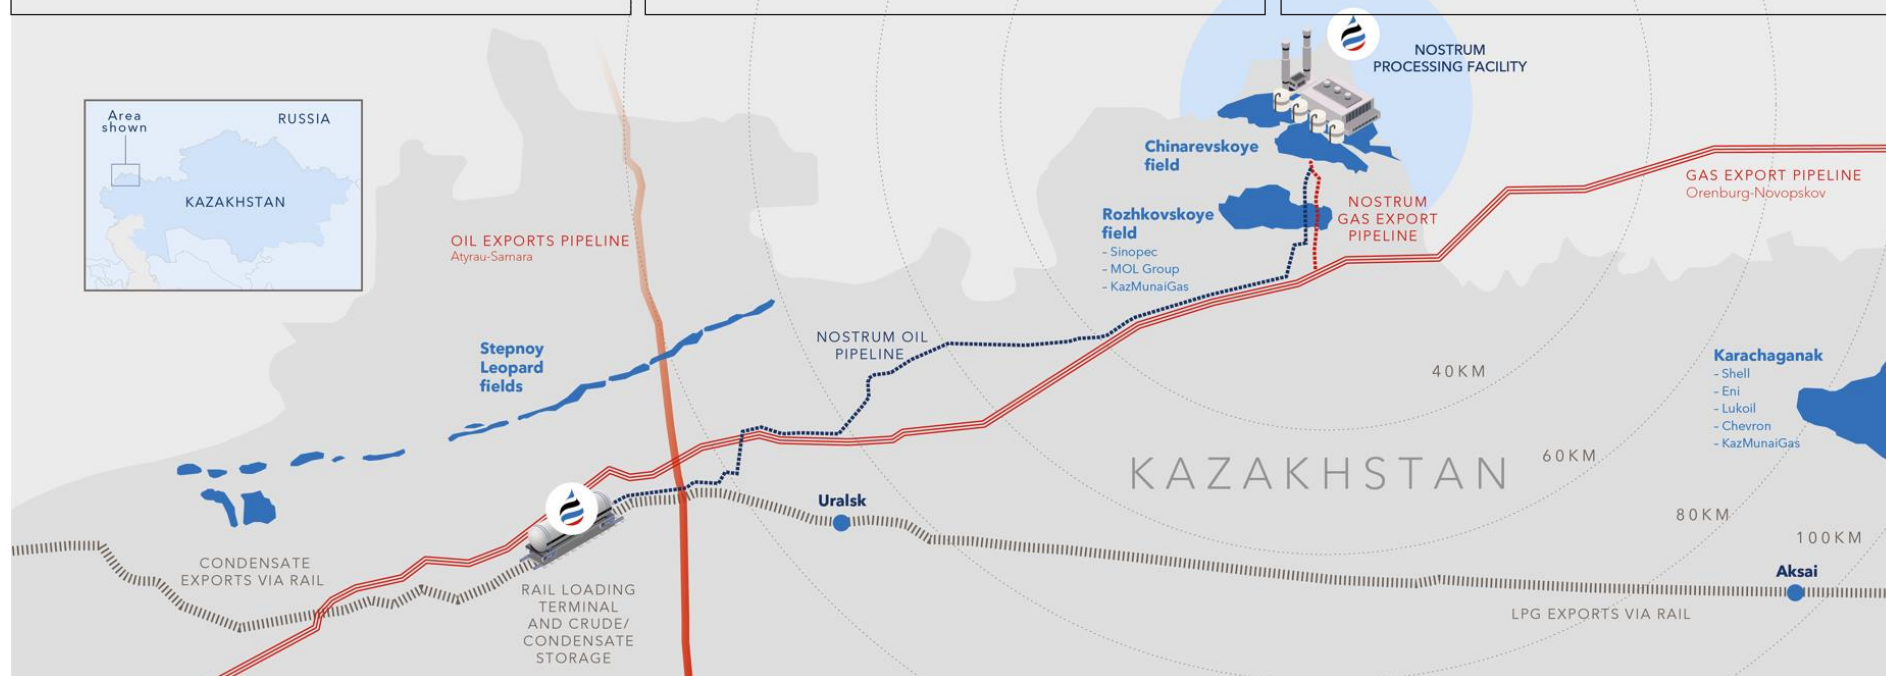 NOSTRUM
PROCESSING FACILITY
Area
shown
RUSSIA
KAZAKHSTAN
Chinarevskoye
field
GAS EXPORT PIPELINE
Orenburg-Novopskov
Rozhkovskoye
field
- Sinopec
- MOL Group
- KazMunaiGas
NOSTRUM
GAS EXPORT
PIPELINE
OIL EXPORTS PIPELINE
Atyrau-Samara
NOSTRUM OIL
PIPELINE
Stepnoy
Leopard
fields
40KM
Karachaganak
- Shell
- Eni
- Lukoil
- Chevron
- KazMunaiGas
KAZAKHSTAN
60KM
80KM
100KM
Uralsk
CONDENSATE
EXPORTS VIA RAIL
RAIL LOADING
TERMINAL
AND CRUDE/
CONDENSATE
STORAGE
Aksai
LPG EXPORTS VIA RAIL